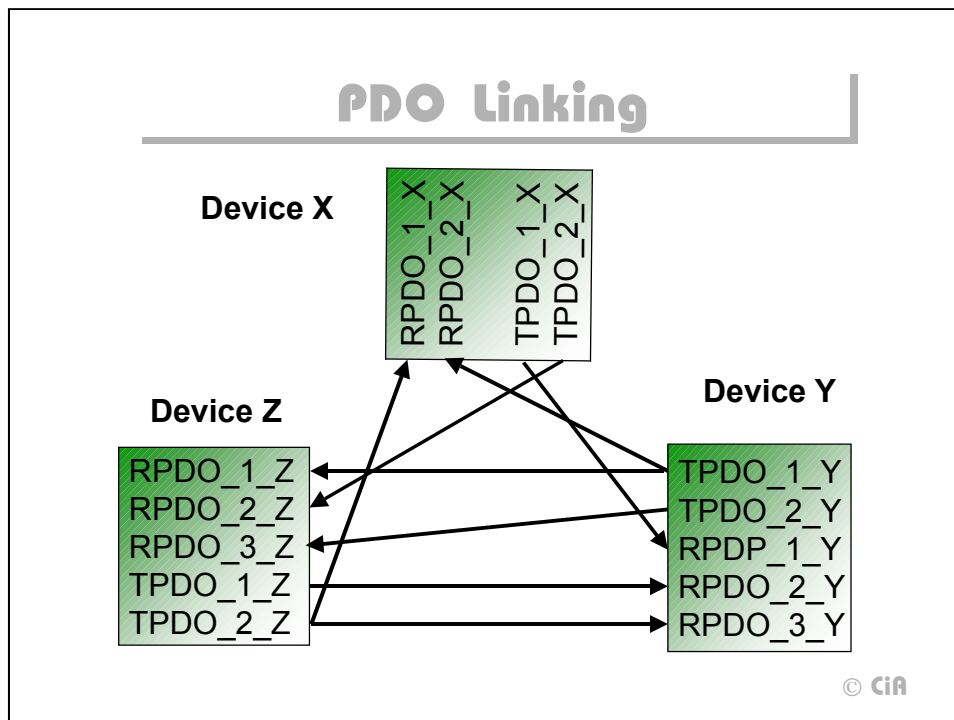 PDO Linking
Device X
RPDO_1_X
RPDO_2_X
TPDO_1_X
TPDO_2_X
Device Z
RPDO_1_Z
RPDO_2_Z
RPDO_3_Z
TPDO_1_Z
TPDO_2_Z
Device Y
TPDO_1_Y
TPDO_2_Y
RPDP_1_Y
RPDO_2_Y
RPDO_3_Y
© CiA